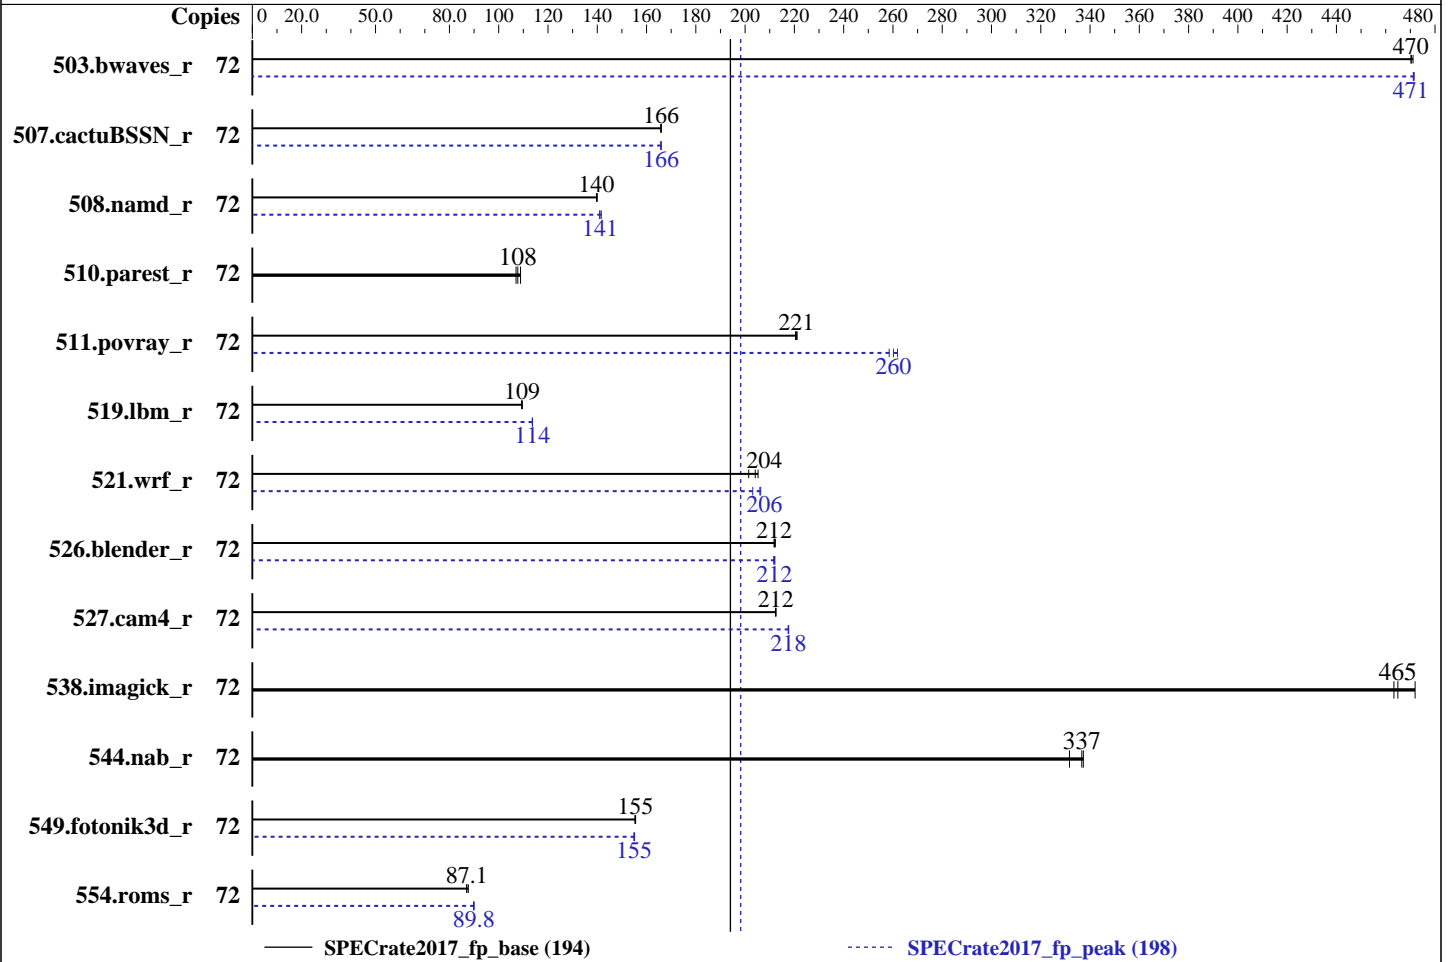 Copies 0 20.0 50.0 80.0 100 120 140 160 180 200 220 240 260 280 300 320 340 360 380 400 420 440 480
470
503.bwaves_r 72
471
166
507.cactuBSSN_r 72
166
140
508.namd_r 72
141
108
510.parest_r 72
221
511.povray_r 72
260
109
519.lbm_r 72
114
204
521.wrf_r 72
206
212
526.blender_r 72
212
212
527.cam4_r 72
218
465
538.imagick_r 72
337
544.nab_r 72
155
549.fotonik3d_r 72
155
87.1
554.roms_r 72
89.8
SPECrate2017_fp_base (194) SPECrate2017_fp_peak (198)